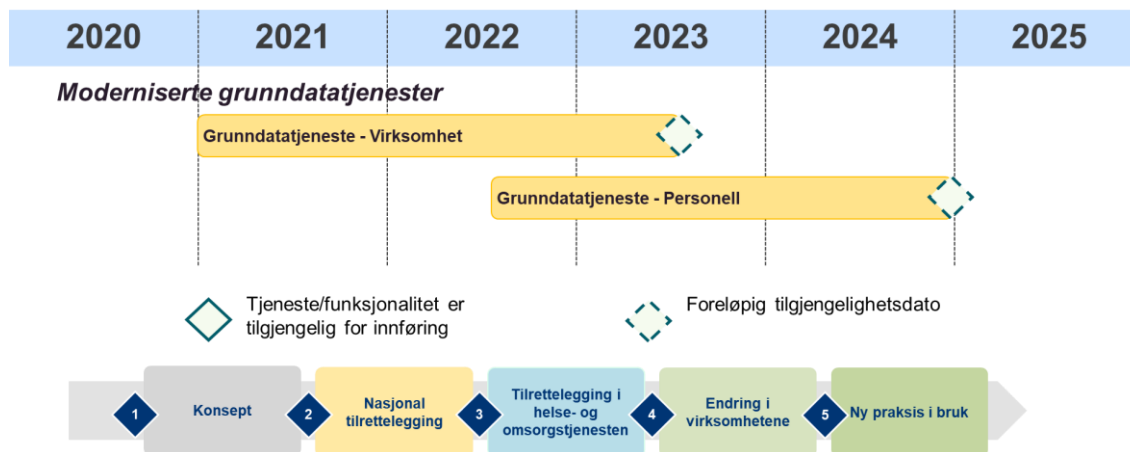 2020 2021 2022 2023 2024 2025
Moderniserte grunndatatjenester
Grunndatatjeneste - Virksomhet
Grunndatatjeneste - Personell
Tjeneste/funksjonalitet er
tilgjengelig for innføring
Foreløpig tilgjengelighetsdato
1
Konsept
2
Nasjonal
tilrettelegging
3
Tilrettelegging i
helse- og
omsorgstjenesten
4
Endring i
virksomhetene
5
Ny praksis i bruk